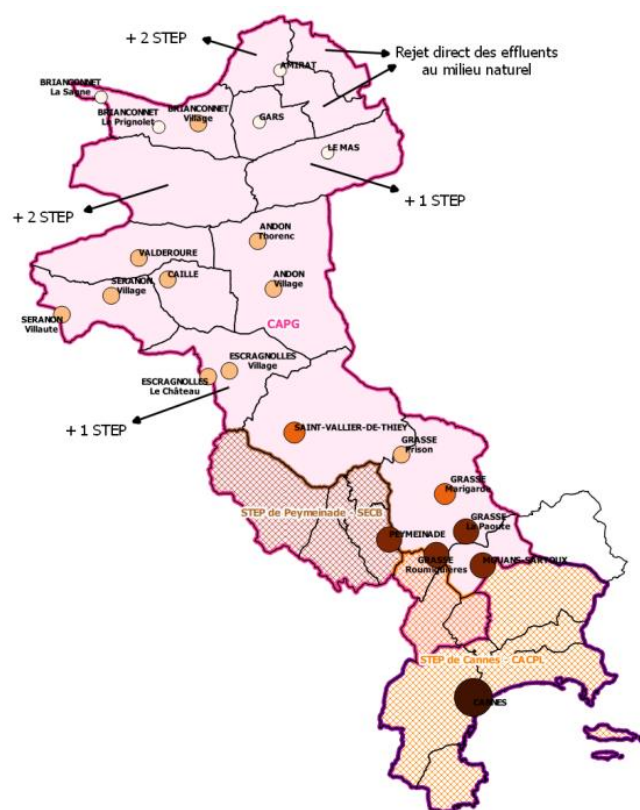 + 2 STEP
Rejet direct des effluents
au milieu naturel
AMIRAT
BRIANCONNET
La Sagne
BRIANCONNET
Le Prignolet
BRIANCONNET
Village
GARS
LE MAS
+ 2 STEP
+ 1 STEP
ANDON
Thorenc
VALDEROURE
CAILLE
SERANON
Village
ANDON
Village
SERANON
Villaute
CAPG
ESCRAGNOLLES
Village
ESCRAGNOLLES
Le Château
+ 1 STEP
SAINT-VALLIER-DE-THIEY
GRASSE
Prison
GRASSE
Marigarde
STEP de Peymeinade - SECB
GRASSE
La Paoute
PEYMEINADE
GRASSE
Roumiguières
MOUANS-SARTOUX
STEP de Cannes - CACPL
CANNES